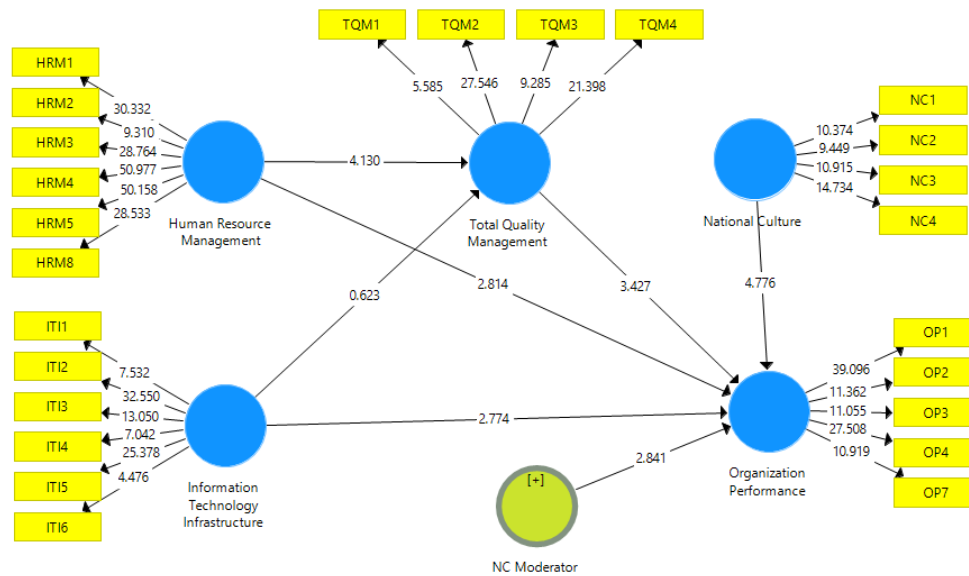 TQM1
TQM2
TQM3
TQM4
5.585
27.546
9.285
21.398
HRM1
HRM2
HRM3
HRM4
HRM5
HRM8
30.332
9.310
28.764
50.977
50.158
28.533
Human Resource
Management
4.130
Total Quality
Management
National Culture
NC1
NC2
NC3
NC4
10.374
9.449
10.915
14.734
0.623
2.814
3.427
4.776
ITI1
ITI2
ITI3
ITI4
ITI5
ITI6
7.532
32.550
13.050
7.042
25.378
4.476
Information
Technology
Infrastructure
2.774
2.841
[+]
NC Moderator
Organization
Performance
39.096
11.362
11.055
27.508
10.919
OP1
OP2
OP3
OP4
OP7